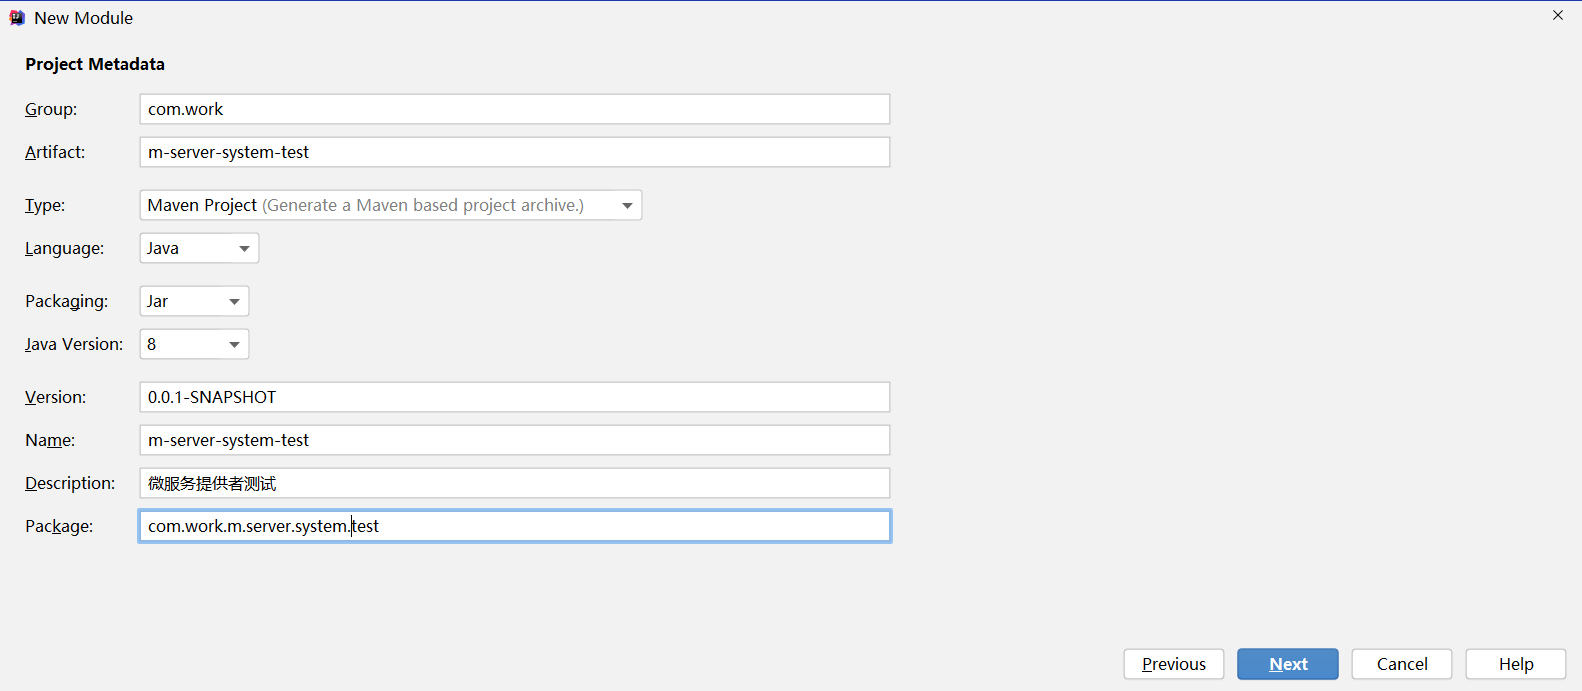 New Module
Project Metadata
Group: com.work
Artifact: m-server-system-test
Type: Maven Project (Generate a Maven based project archive.)
Language: Java
Packaging: Jar
Java Version: 8
Version: 0.0.1-SNAPSHOT
Name: m-server-system-test
Description: 微服务提供者测试
Package: com.work.m.server.system.test
Previous Next Cancel Help